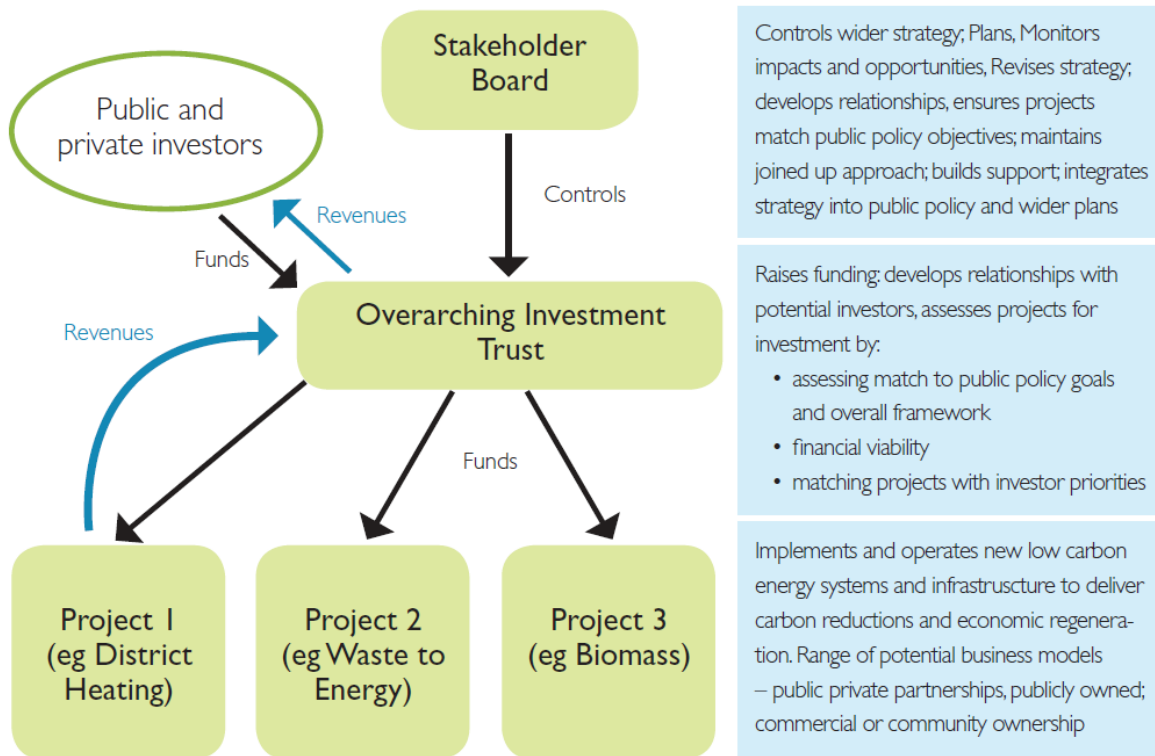 Stakeholder
Board
Public and
private investors
Revenues
Controls
Funds
Overarching Investment
Trust
Revenues
Funds
Project 1
(eg District
Heating)
Project 2
(eg Waste to
Energy)
Project 3
(eg Biomass)
Controls wider strategy; Plans, Monitors
impacts and opportunities, Revises strategy;
develops relationships, ensures projects
match public policy objectives; maintains
joined up approach; builds support; integrates
strategy into public policy and wider plans
Raises funding: develops relationships with
potential investors, assesses projects for
investment by:
• assessing match to public policy goals
and overall framework
• financial viability
• matching projects with investor priorities
Implements and operates new low carbon
energy systems and infrastruscture to deliver
carbon reductions and economic regenera-
tion. Range of potential business models
– public private partnerships, publicly owned;
commercial or community ownership